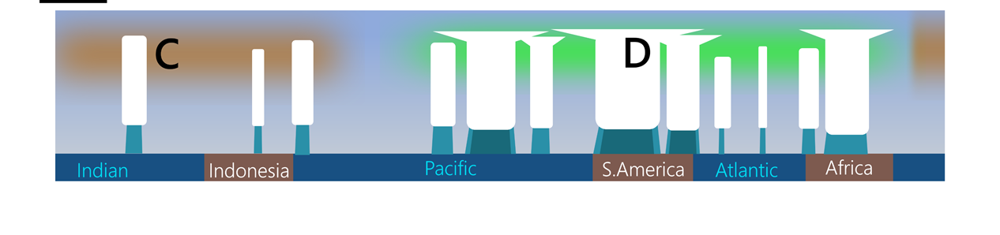 C
D
Indian
Indonesia
Pacific
S.America
Atlantic
Africa